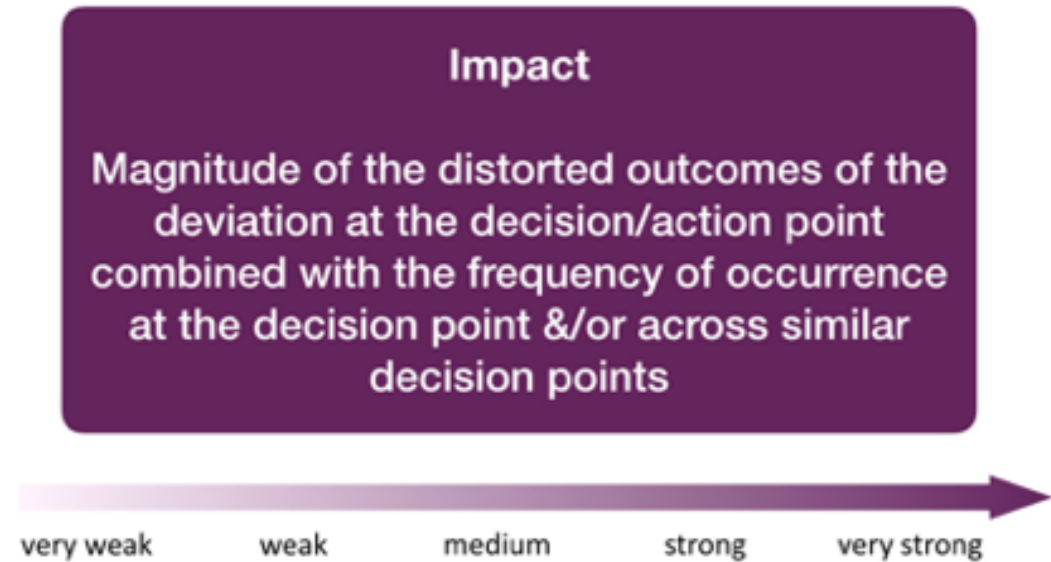 Impact
Magnitude of the distorted outcomes of the
deviation at the decision/action point
combined with the frequency of occurrence
at the decision point &/or across similar
decision points
very weak weak medium strong very strong